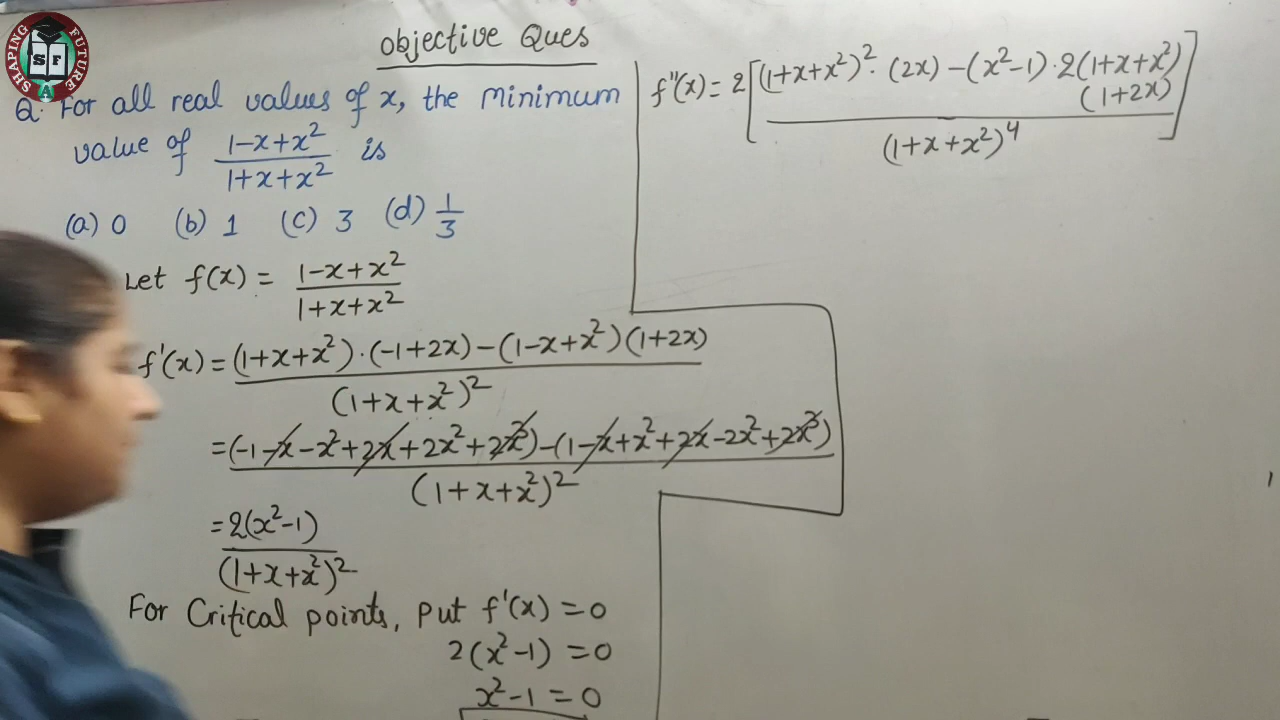 SHAPING FUTURE
SF
Objective Ques
Q. For all real values of x, the minimum
value of (1-x+x²)/(1+x+x²) is
(a) 0 (b) 1 (c) 3 (d) 1/3
Let f(x) = (1-x+x²)/(1+x+x²)
f'(x) = ((1+x+x²)·(-1+2x)-(1-x+x²)(1+2x))/(1+x+x²)²
= ((-1-x-x²+2x+2x²+2x³)-(1-x+x²+2x-2x²+2x³))/(1+x+x²)²
= 2(x²-1)/(1+x+x²)²
For Critical points, put f'(x) = 0
2(x²-1) = 0
x²-1 = 0
f''(x) = 2[((1+x+x²)²·(2x)-(x²-1)·2(1+x+x²)(1+2x))/(1+x+x²)⁴]